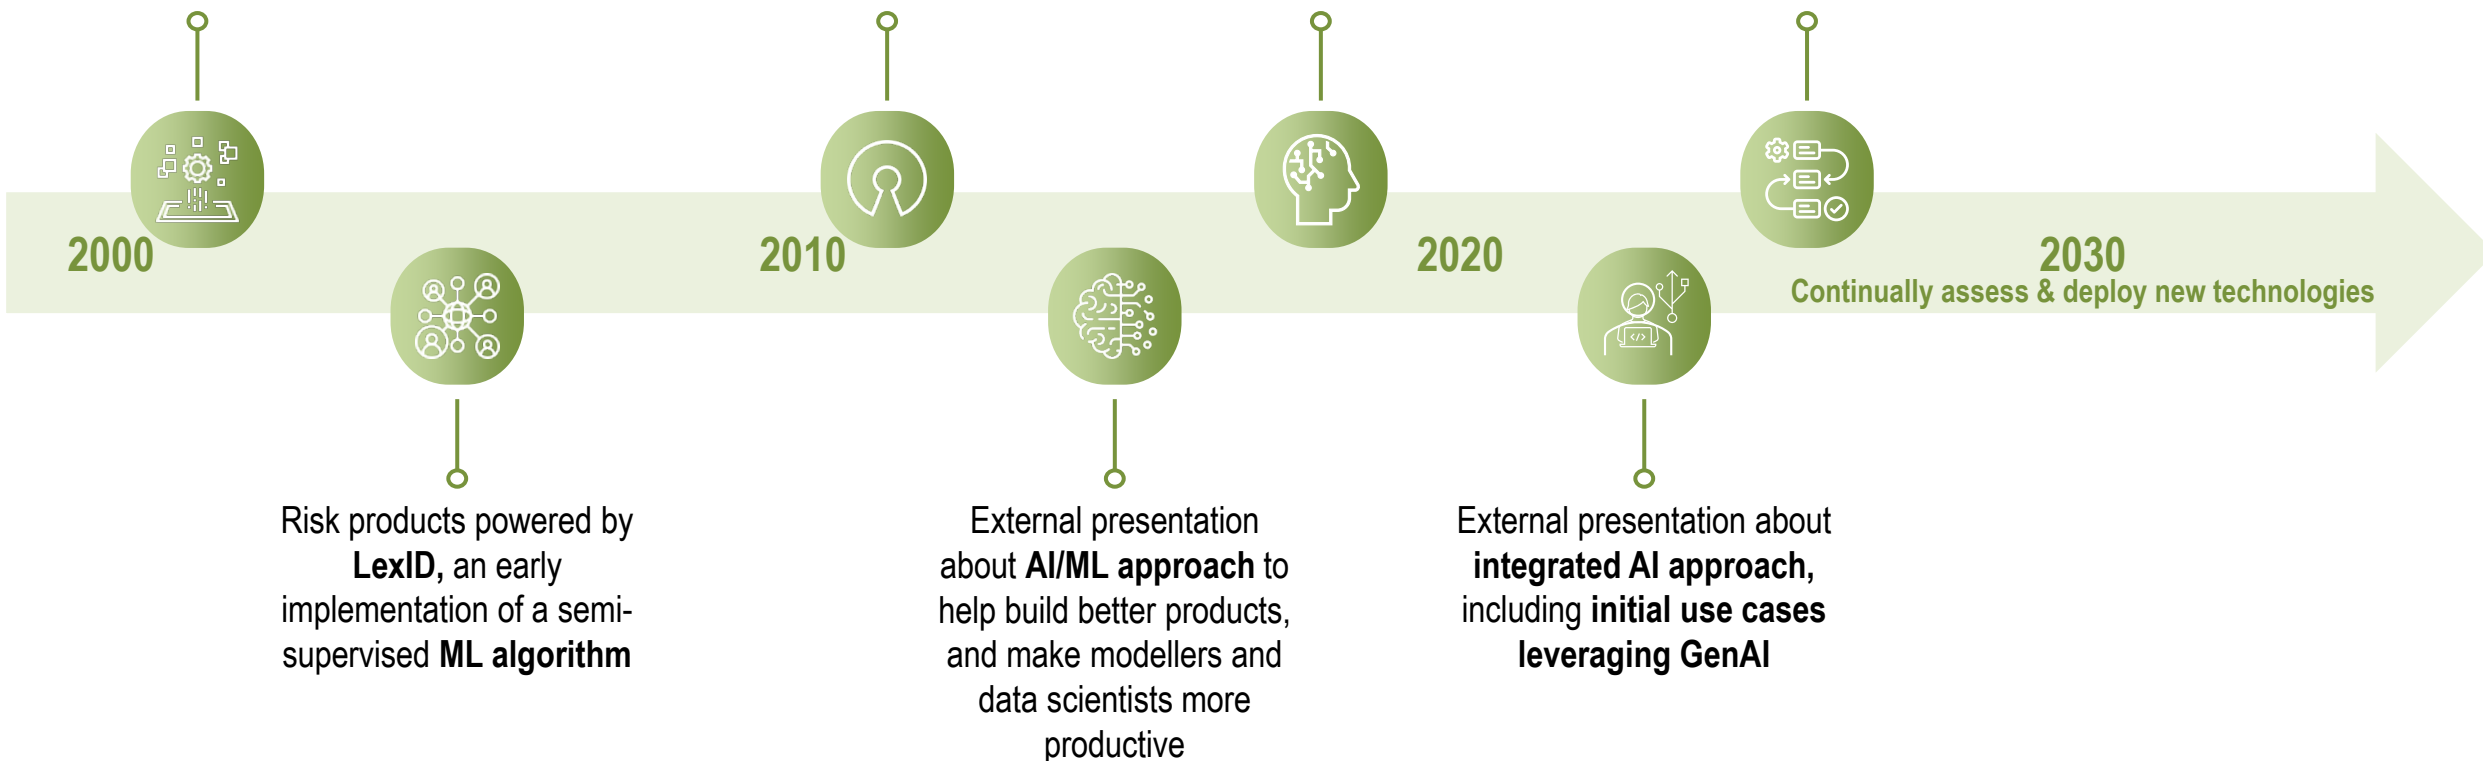 2000
2010
2020
2030
Continually assess & deploy new technologies
Risk products powered by
LexID, an early
implementation of a semi-
supervised ML algorithm
External presentation
about AI/ML approach to
help build better products,
and make modellers and
data scientists more
productive
External presentation about
integrated AI approach,
including initial use cases
leveraging GenAI